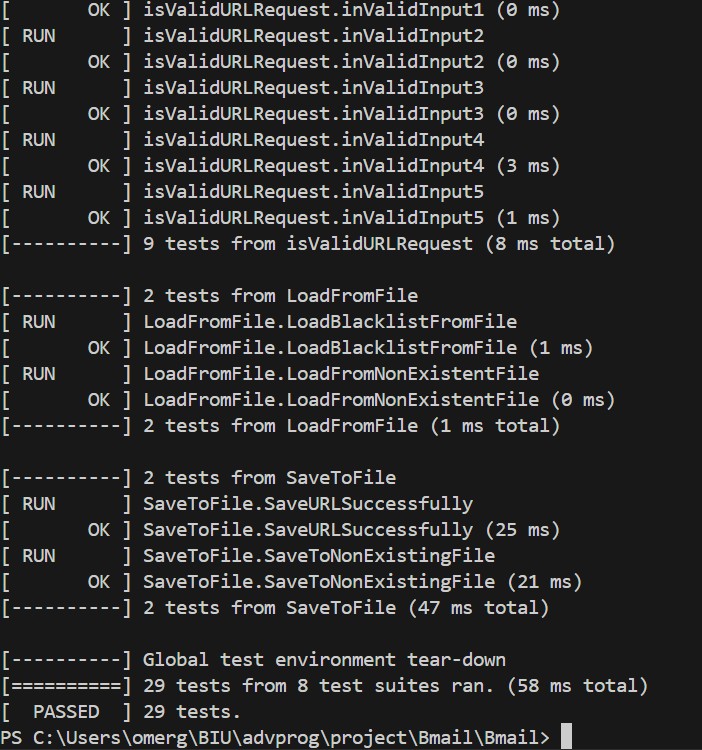 [       OK ] isValidURLRequest.inValidInput1 (0 ms)
[ RUN      ] isValidURLRequest.inValidInput2
[       OK ] isValidURLRequest.inValidInput2 (0 ms)
[ RUN      ] isValidURLRequest.inValidInput3
[       OK ] isValidURLRequest.inValidInput3 (0 ms)
[ RUN      ] isValidURLRequest.inValidInput4
[       OK ] isValidURLRequest.inValidInput4 (3 ms)
[ RUN      ] isValidURLRequest.inValidInput5
[       OK ] isValidURLRequest.inValidInput5 (1 ms)
[----------] 9 tests from isValidURLRequest (8 ms total)

[----------] 2 tests from LoadFromFile
[ RUN      ] LoadFromFile.LoadBlacklistFromFile
[       OK ] LoadFromFile.LoadBlacklistFromFile (1 ms)
[ RUN      ] LoadFromFile.LoadFromNonExistentFile
[       OK ] LoadFromFile.LoadFromNonExistentFile (0 ms)
[----------] 2 tests from LoadFromFile (1 ms total)

[----------] 2 tests from SaveToFile
[ RUN      ] SaveToFile.SaveURLSuccessfully
[       OK ] SaveToFile.SaveURLSuccessfully (25 ms)
[ RUN      ] SaveToFile.SaveToNonExistingFile
[       OK ] SaveToFile.SaveToNonExistingFile (21 ms)
[----------] 2 tests from SaveToFile (47 ms total)

[----------] Global test environment tear-down
[==========] 29 tests from 8 test suites ran. (58 ms total)
[  PASSED  ] 29 tests.
PS C:\Users\omerg\BIU\advprog\project\Bmail\Bmail>